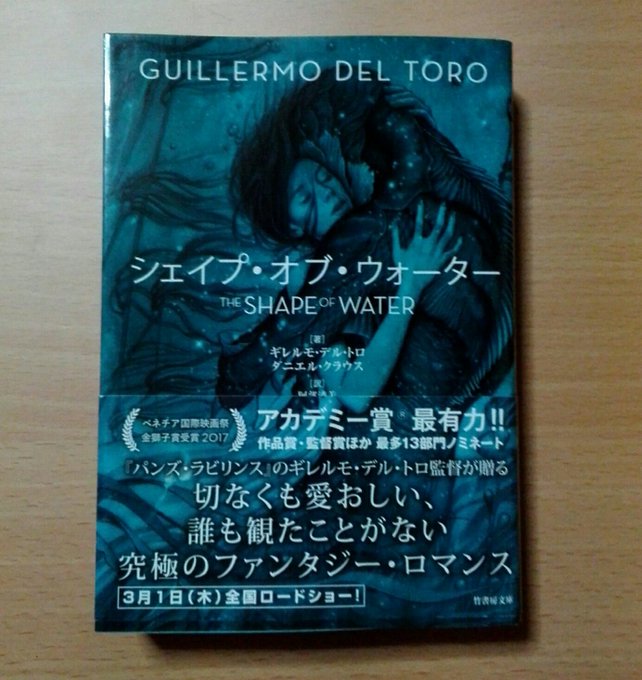 GUILLERMO DEL TORO
シェイプ・オブ・ウォーター
THE SHAPE OF WATER
[著]
ギレルモ・デル・トロ
ダニエル・クラウス
[訳]
ベネチア国際映画祭
金獅子賞受賞 2017
アカデミー賞® 最有力!!
作品賞・監督賞ほか 最多13部門ノミネート
『パンズ・ラビリンス』のギレルモ・デル・トロ監督が贈る
切なくも愛おしい、
誰も観たことがない
究極のファンタジー・ロマンス
3月1日(木)全国ロードショー!
竹書房文庫